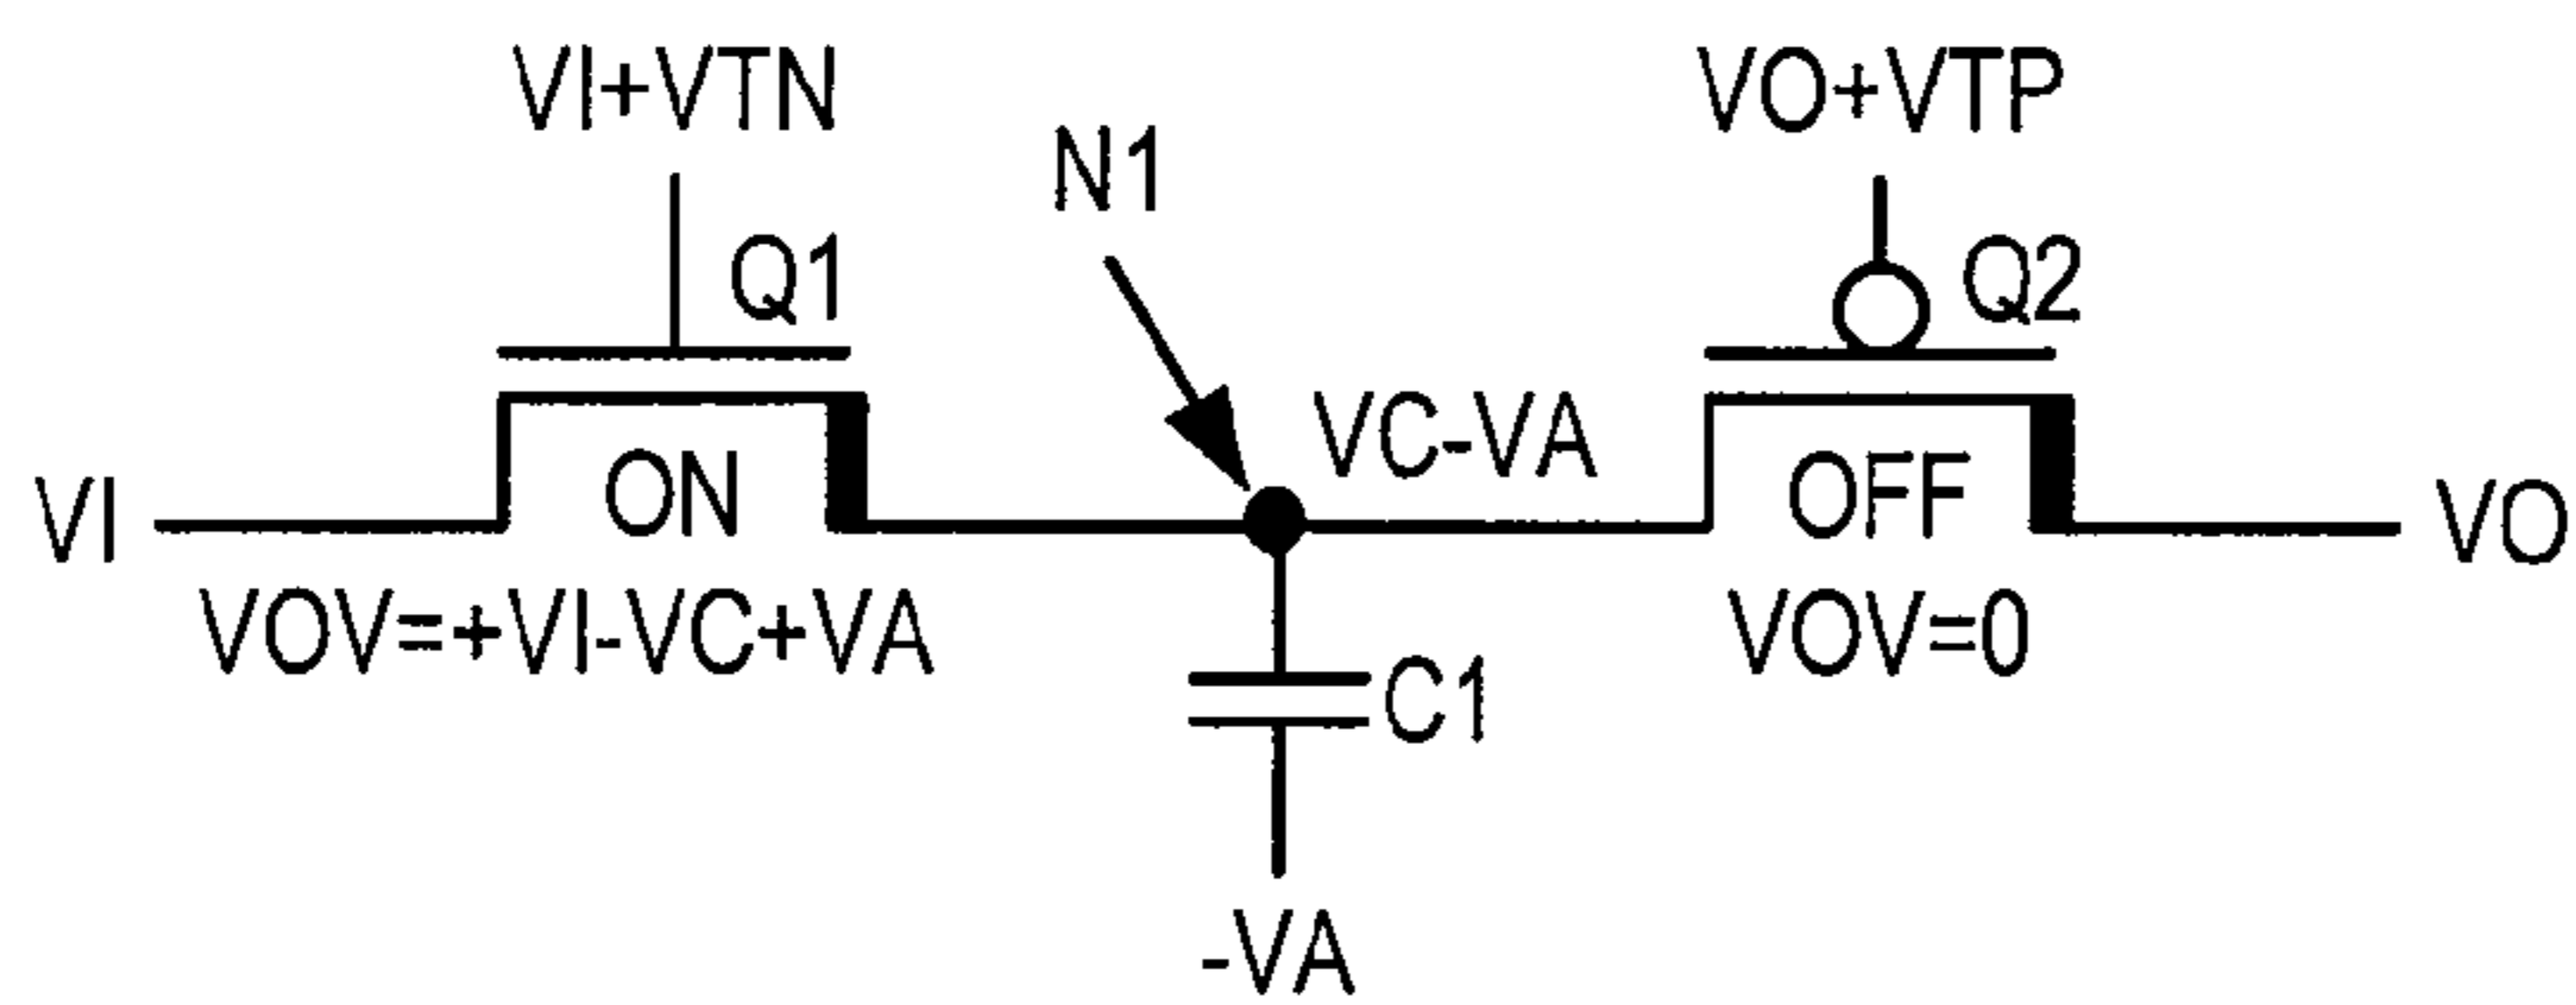 VI+VTN
VO+VTP
N1
Q1
Q2
VC-VA
VI
ON
OFF
VO
VOV=+VI-VC+VA
VOV=0
C1
-VA